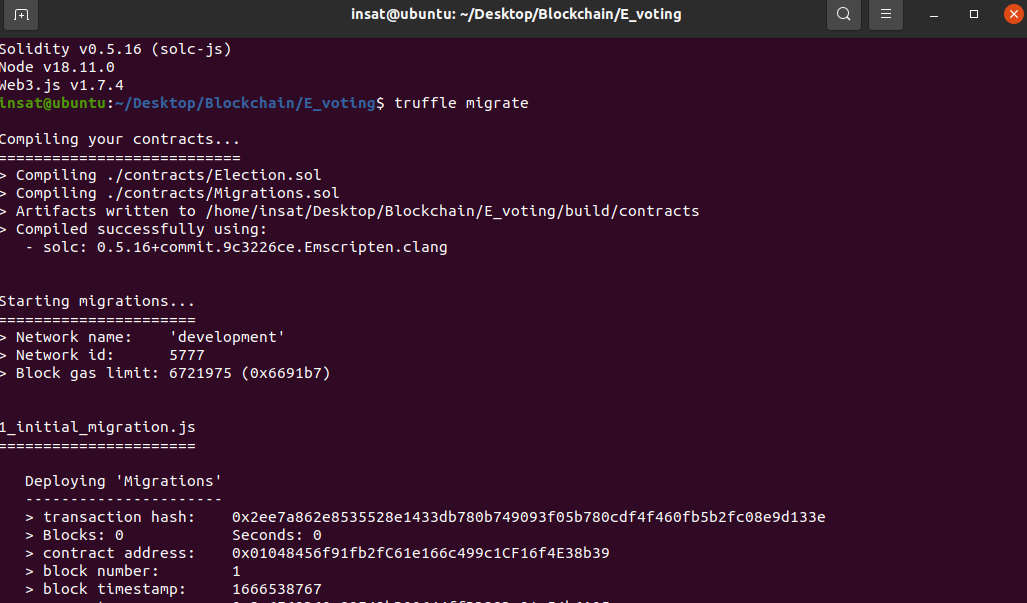 insat@ubuntu: ~/Desktop/Blockchain/E_voting
Solidity v0.5.16 (solc-js)
Node v18.11.0
Web3.js v1.7.4
insat@ubuntu:~/Desktop/Blockchain/E_voting$ truffle migrate
Compiling your contracts...
===========================
> Compiling ./contracts/Election.sol
> Compiling ./contracts/Migrations.sol
> Artifacts written to /home/insat/Desktop/Blockchain/E_voting/build/contracts
> Compiled successfully using:
- solc: 0.5.16+commit.9c3226ce.Emscripten.clang
Starting migrations...
======================
> Network name: 'development'
> Network id: 5777
> Block gas limit: 6721975 (0x6691b7)
1_initial_migration.js
======================
Deploying 'Migrations'
----------------------
> transaction hash: 0x2ee7a862e8535528e1433db780b749093f05b780cdf4f460fb5b2fc08e9d133e
> Blocks: 0 Seconds: 0
> contract address: 0x01048456f91fb2fC61e166c499c1CF16f4E38b39
> block number: 1
> block timestamp: 1666538767